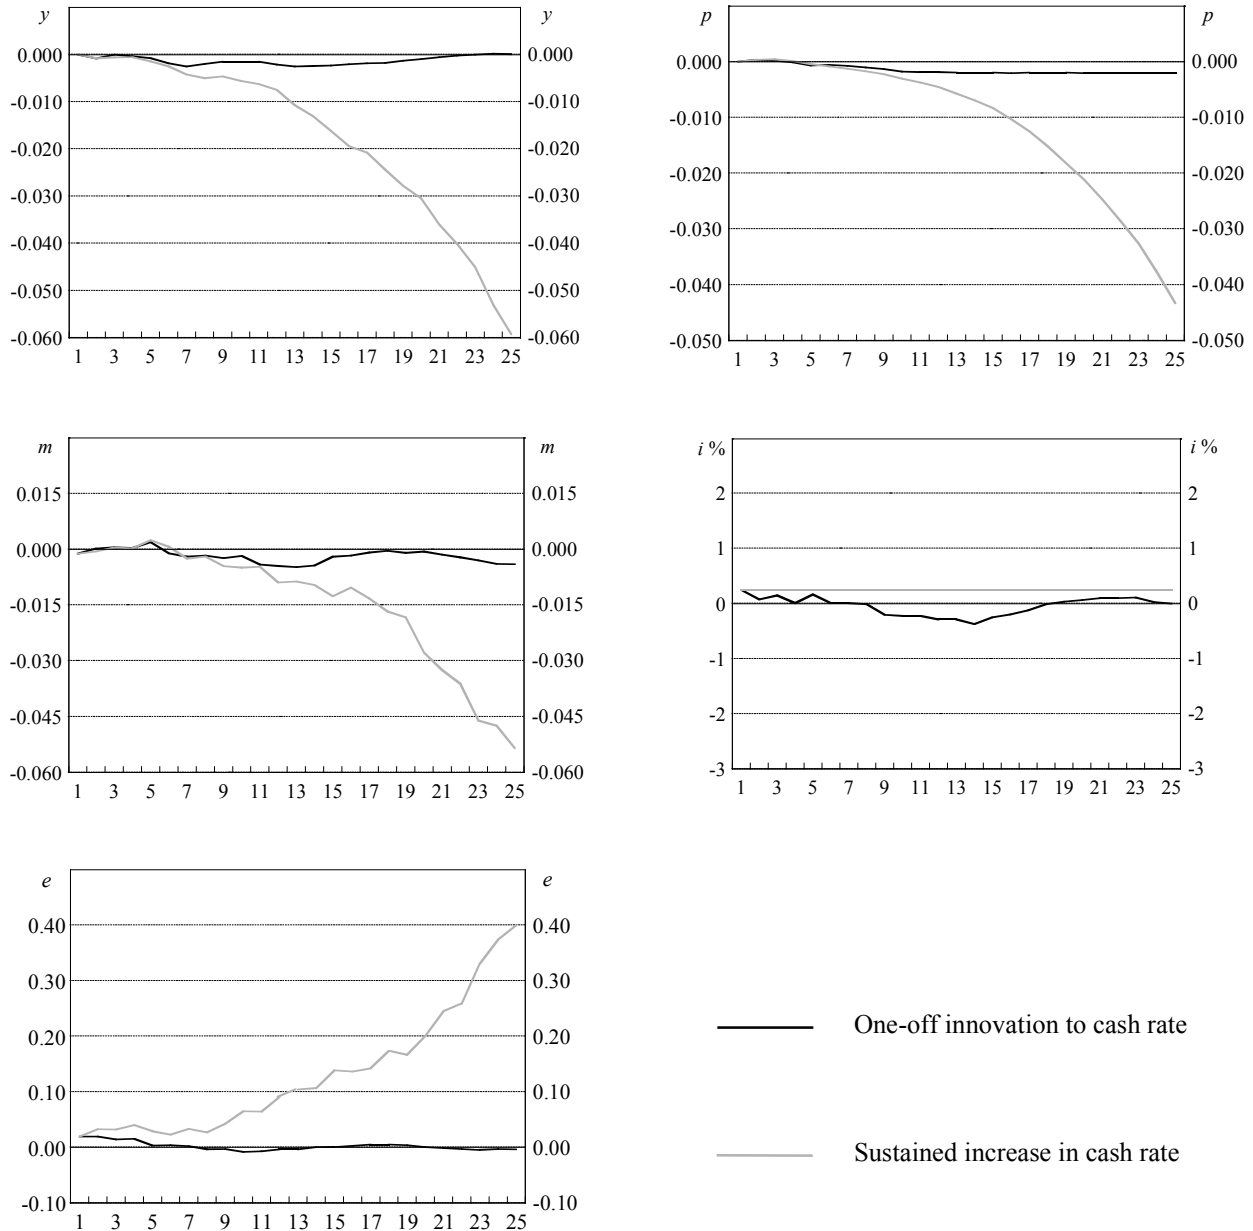 y y
0.000 0.000
-0.010 -0.010
-0.020 -0.020
-0.030 -0.030
-0.040 -0.040
-0.050 -0.050
-0.060 -0.060
1 3 5 7 9 11 13 15 17 19 21 23 25
p p
0.000 0.000
-0.010 -0.010
-0.020 -0.020
-0.030 -0.030
-0.040 -0.040
-0.050 -0.050
1 3 5 7 9 11 13 15 17 19 21 23 25
m m
0.015 0.015
0.000 0.000
-0.015 -0.015
-0.030 -0.030
-0.045 -0.045
-0.060 -0.060
1 3 5 7 9 11 13 15 17 19 21 23 25
i % i %
2 2
1 1
0 0
-1 -1
-2 -2
-3 -3
1 3 5 7 9 11 13 15 17 19 21 23 25
e e
0.40 0.40
0.30 0.30
0.20 0.20
0.10 0.10
0.00 0.00
-0.10 -0.10
1 3 5 7 9 11 13 15 17 19 21 23 25
One-off innovation to cash rate
Sustained increase in cash rate